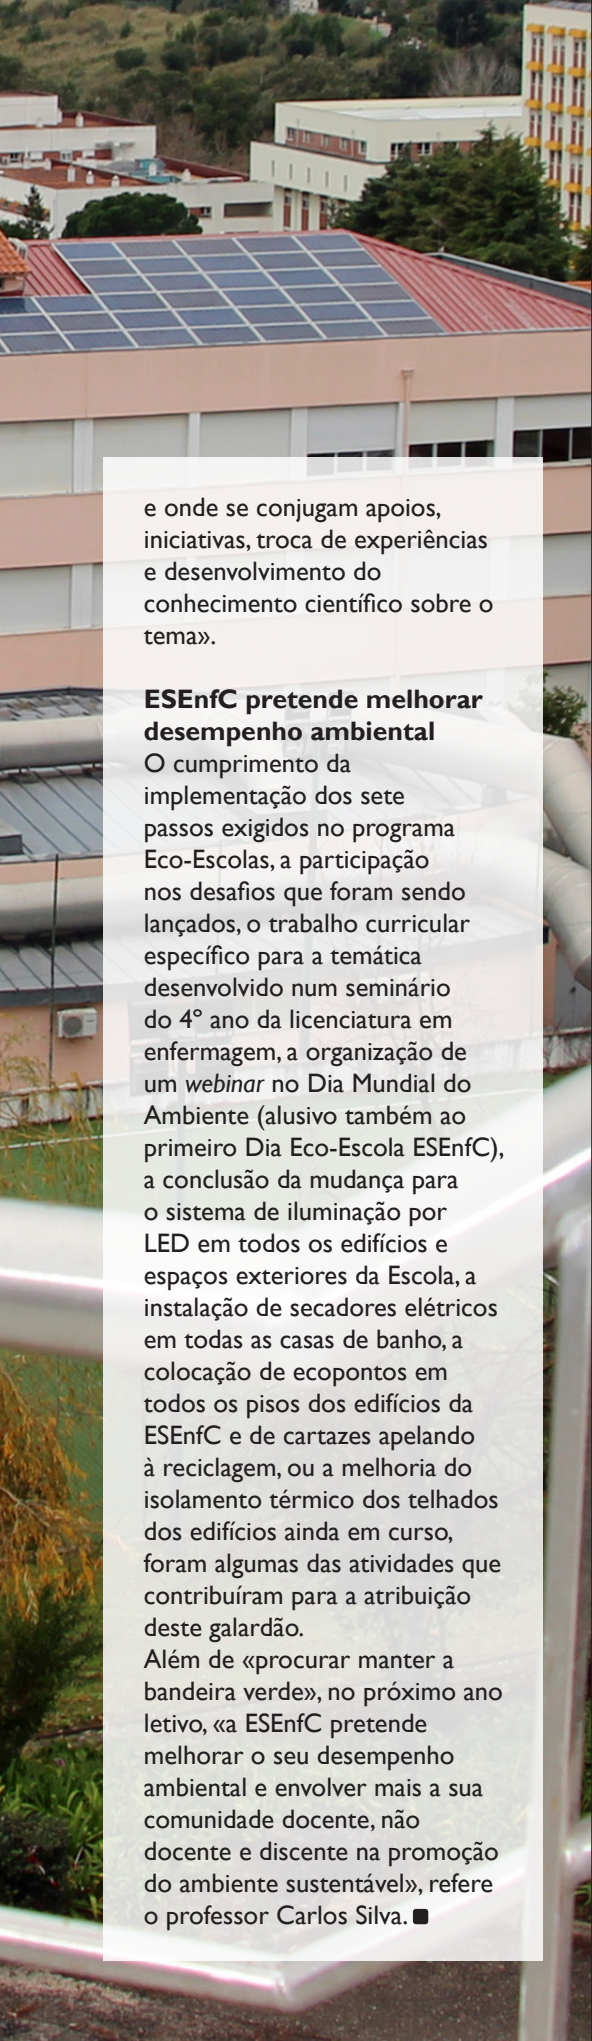 e onde se conjugam apoios,
iniciativas, troca de experiências
e desenvolvimento do
conhecimento científico sobre o
tema».
ESEnfC pretende melhorar
desempenho ambiental
O cumprimento da
implementação dos sete
passos exigidos no programa
Eco-Escolas, a participação
nos desafios que foram sendo
lançados, o trabalho curricular
específico para a temática
desenvolvido num seminário
do 4º ano da licenciatura em
enfermagem, a organização de
um webinar no Dia Mundial do
Ambiente (alusivo também ao
primeiro Dia Eco-Escola ESEnfC),
a conclusão da mudança para
o sistema de iluminação por
LED em todos os edifícios e
espaços exteriores da Escola, a
instalação de secadores elétricos
em todas as casas de banho, a
colocação de ecopontos em
todos os pisos dos edifícios da
ESEnfC e de cartazes apelando
à reciclagem, ou a melhoria do
isolamento térmico dos telhados
dos edifícios ainda em curso,
foram algumas das atividades que
contribuíram para a atribuição
deste galardão.
Além de «procurar manter a
bandeira verde», no próximo ano
letivo, «a ESEnfC pretende
melhorar o seu desempenho
ambiental e envolver mais a sua
comunidade docente, não
docente e discente na promoção
do ambiente sustentável», refere
o professor Carlos Silva.